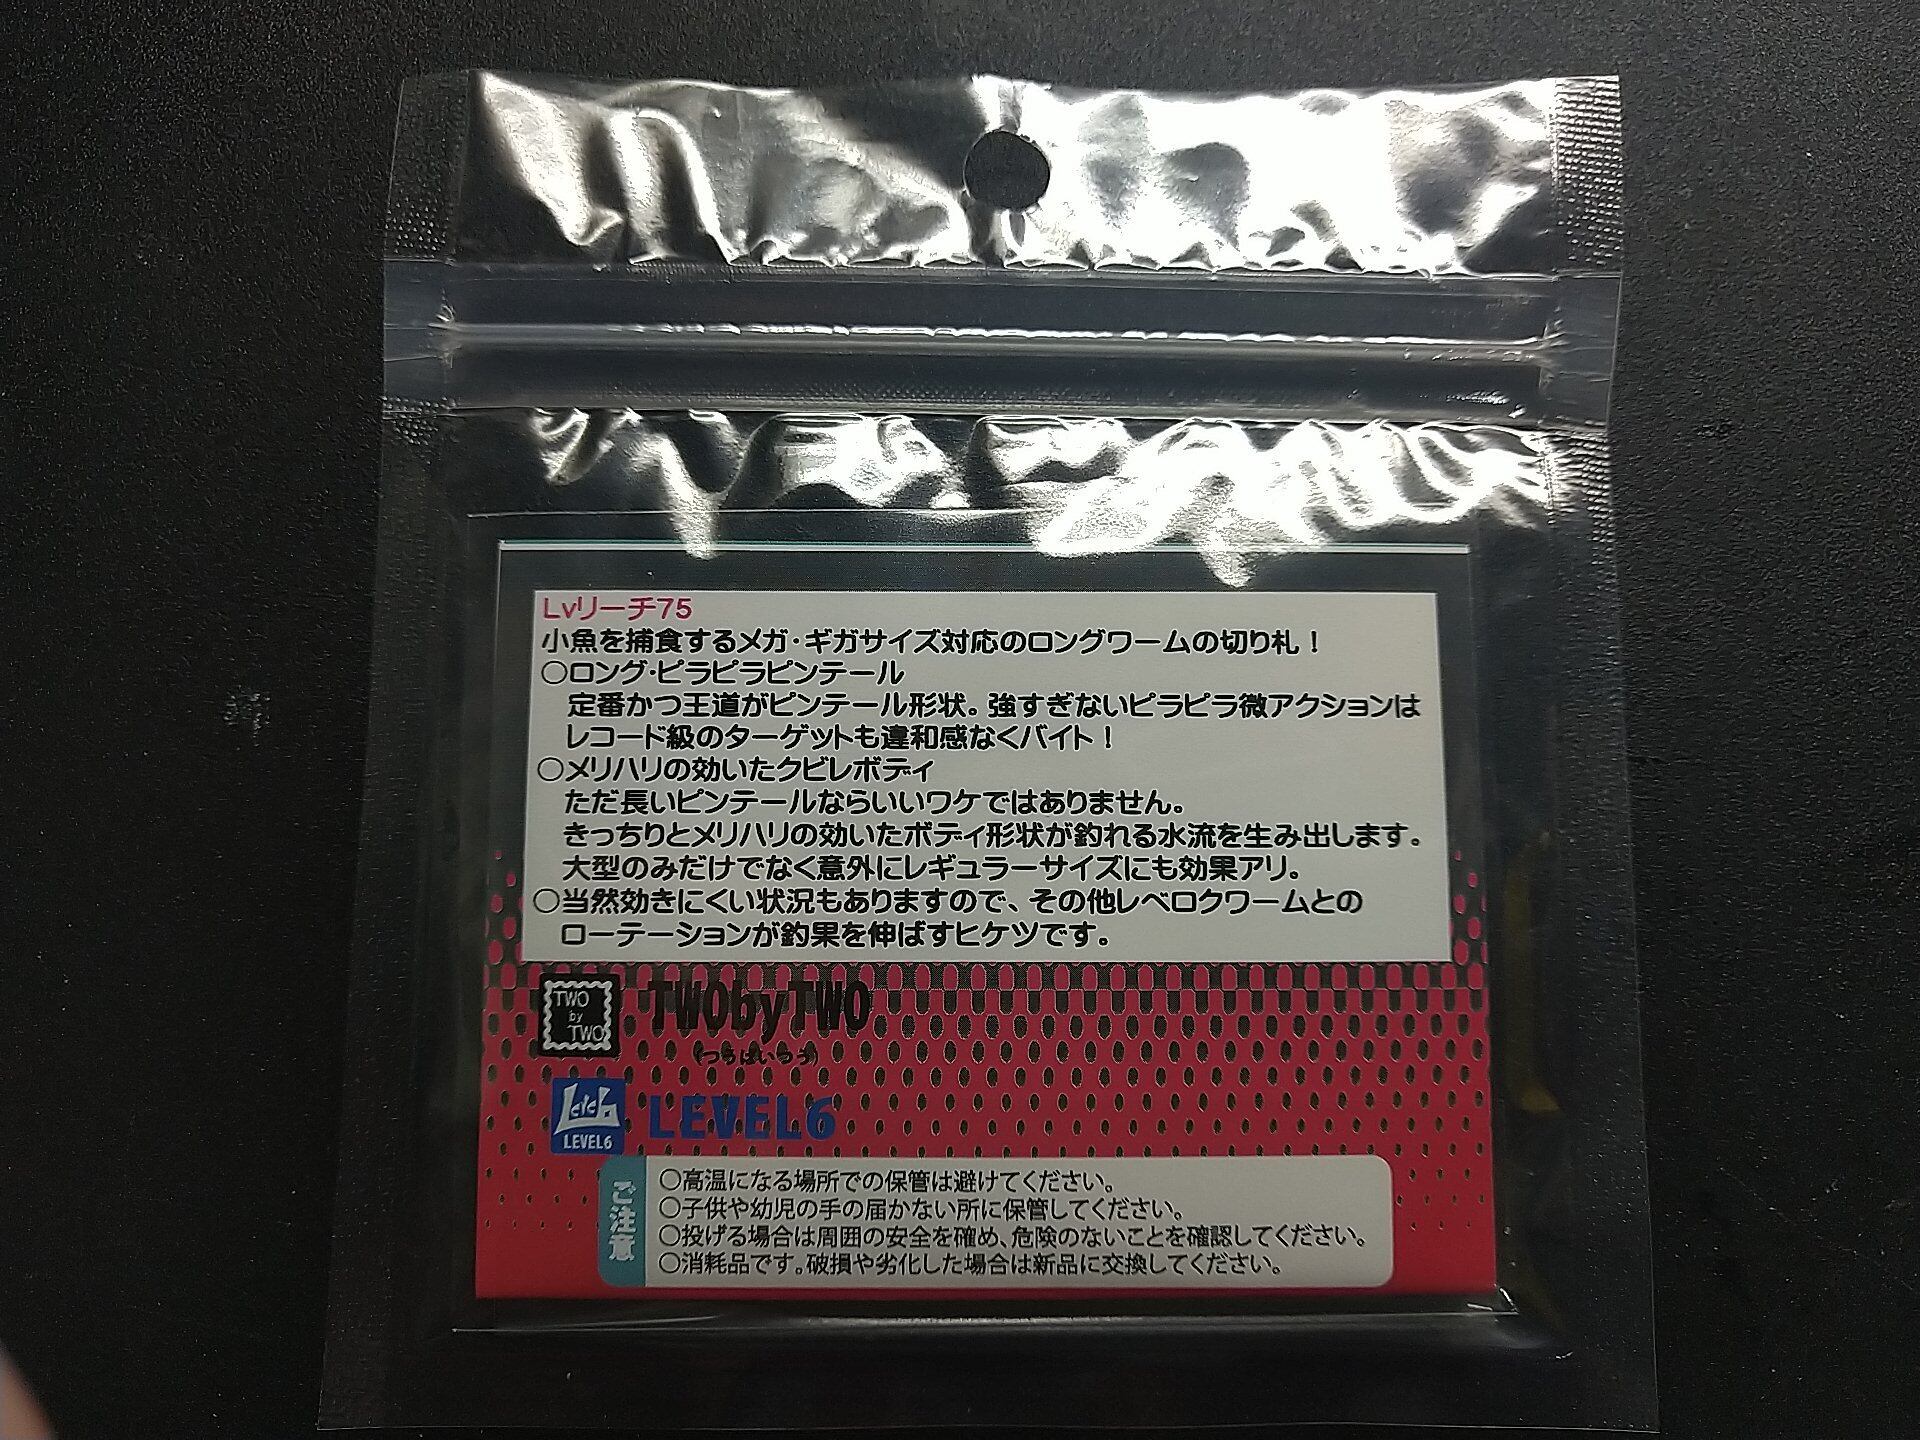 Lvリーチ75
小魚を捕食するメガ・ギガサイズ対応のロングワームの切り札！
○ロング・ピラピラピンテール
定番かつ王道がピンテール形状。強すぎないピラピラ微アクションは
レコード級のターゲットも違和感なくバイト！
○メリハリの効いたクビレボディ
ただ長いピンテールならいいワケではありません。
きっちりとメリハリの効いたボディ形状が釣れる水流を生み出します。
大型のみだけでなく意外にレギュラーサイズにも効果アリ。
○当然効きにくい状況もありますので、その他レベロクワームとの
ローテーションが釣果を伸ばすヒケツです。
TWO by TWO
TWObyTWO
(つうばいつう)
Level6
LEVEL6
LEVEL6
ご注意
○高温になる場所での保管は避けてください。
○子供や幼児の手の届かない所に保管してください。
○投げる場合は周囲の安全を確め、危険のないことを確認してください。
○消耗品です。破損や劣化した場合は新品に交換してください。